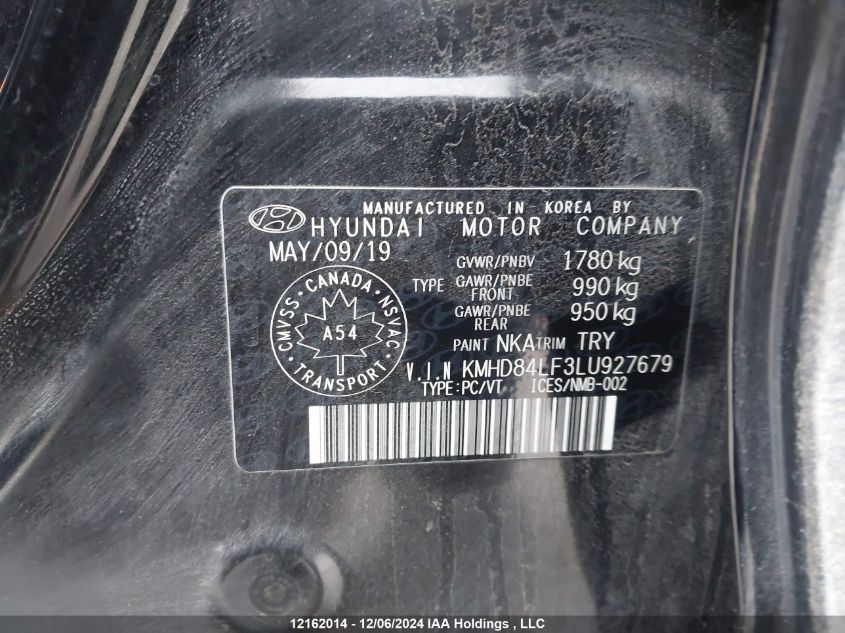 MANUFACTURED IN KOREA BY
HYUNDAI MOTOR COMPANY
MAY/09/19
GVWR/PNBV 1780 kg
TYPE GAWR/PNBE FRONT 990 kg
GAWR/PNBE REAR 950 kg
PAINT NKA TRIM TRY
CMVSS · CANADA · NSVAC
A54
TRANSPORT
V.I.N KMHD84LF3LU927679
TYPE:PC/VT ICES/NMB-002
12162014 - 12/06/2024 IAA Holdings , LLC